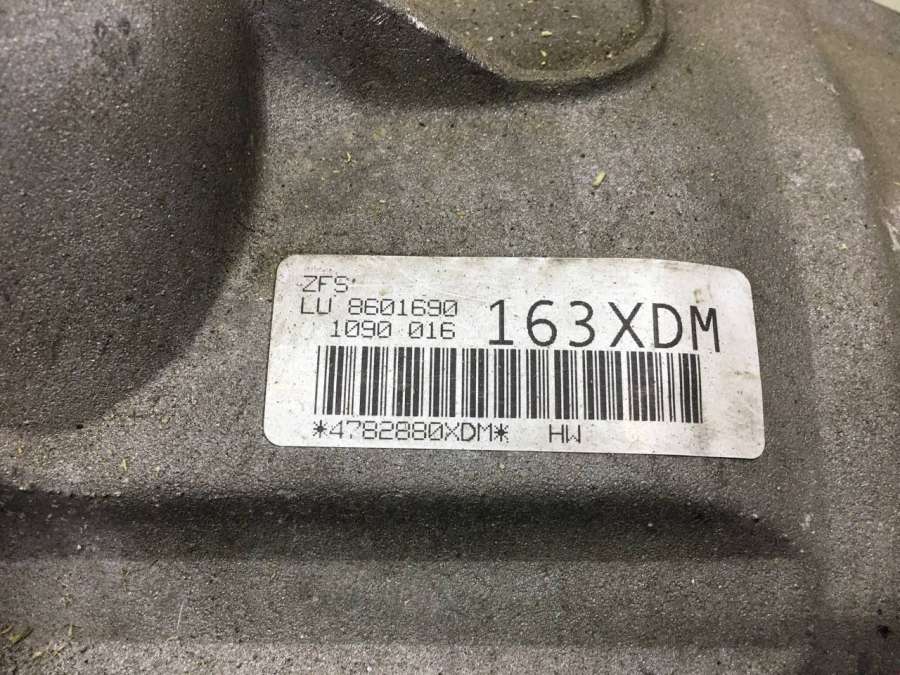 ZFS
LU 8601690
1090 016
163XDM
*4782880XDM* HW